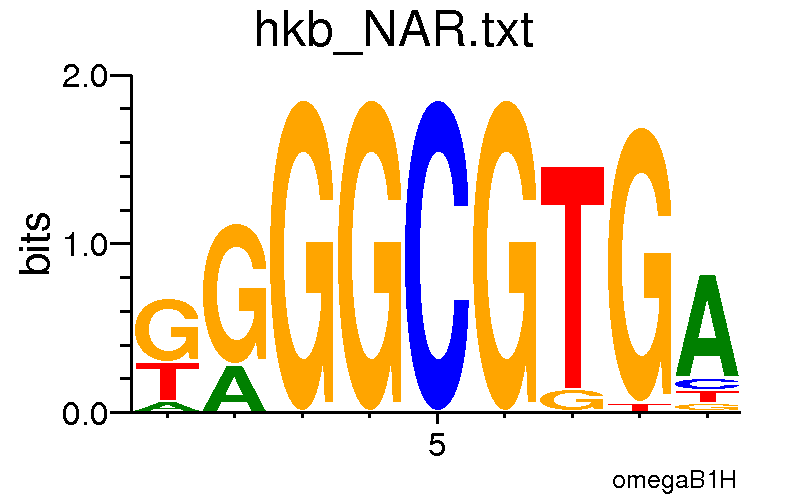 hkb_NAR.txt
2.0
1.0
0.0
bits
G G G G C G T G A
T A G T C
A T
G
5
omegaB1H